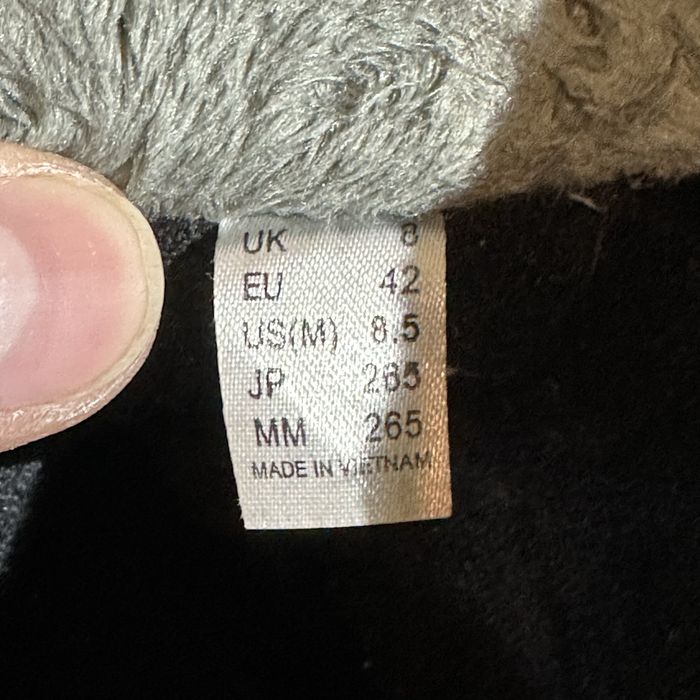 UK 8
EU 42
US(M) 8.5
JP 265
MM 265
MADE IN VIETNAM